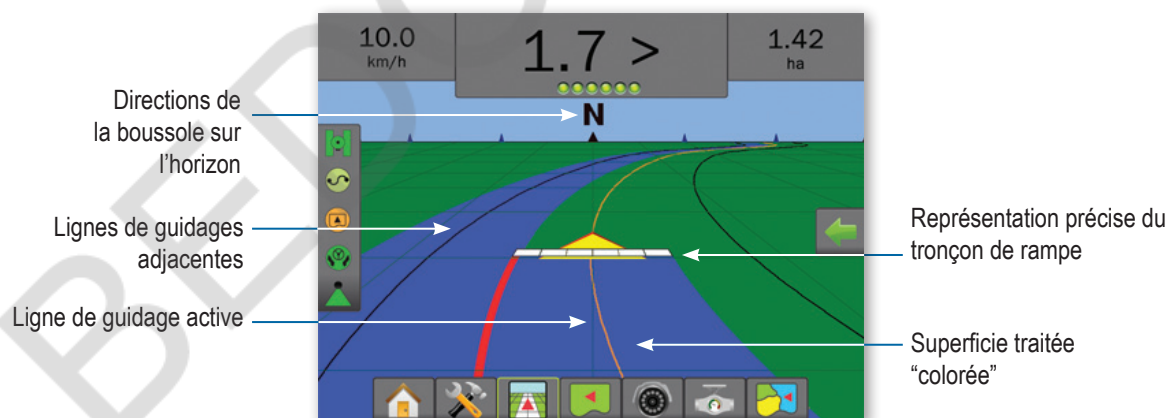 10.0
km/h
1.7 >
1.42
ha
N
Directions de
la boussole sur
l'horizon
Lignes de guidages
adjacentes
Ligne de guidage active
Représentation précise du
tronçon de rampe
Superficie traitée
“colorée”